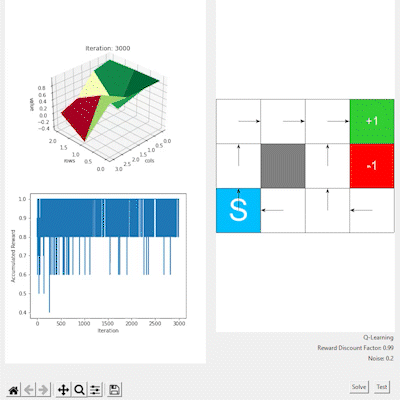 Iteration: 3000
0.8
0.6
0.4
0.2
0.0
−0.2
−0.4
value
2.0
1.5
1.0
0.5
0.0
rows
3.0
2.5
2.0
1.5
1.0
0.5
0.0
cols
1.0
0.9
0.8
0.7
0.6
0.5
0.4
Accumulated Reward
0 500 1000 1500 2000 2500 3000
Iteration
+1
-1
S
Q-Learning
Reward Discount Factor: 0.99
Noise: 0.2
Solve Test